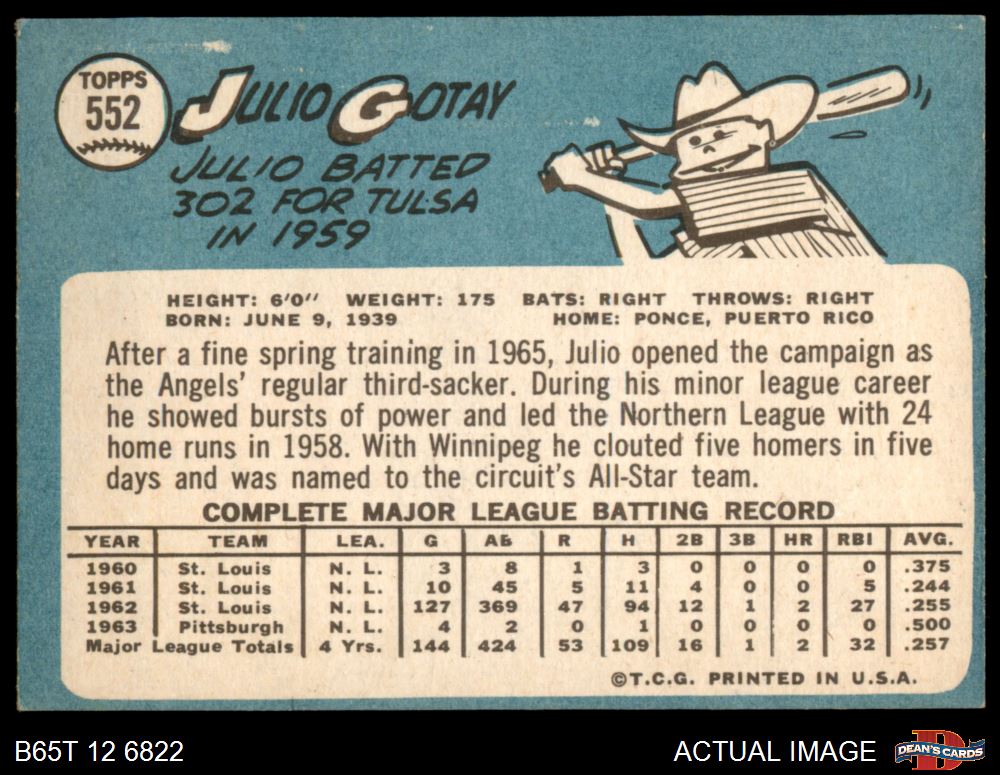 TOPPS
552
JULIO GOTAY
JULIO BATTED
302 FOR TULSA
IN 1959
HEIGHT: 6'0" WEIGHT: 175 BATS: RIGHT THROWS: RIGHT
BORN: JUNE 9, 1939 HOME: PONCE, PUERTO RICO
After a fine spring training in 1965, Julio opened the campaign as
the Angels' regular third-sacker. During his minor league career
he showed bursts of power and led the Northern League with 24
home runs in 1958. With Winnipeg he clouted five homers in five
days and was named to the circuit's All-Star team.
COMPLETE MAJOR LEAGUE BATTING RECORD
YEAR TEAM LEA. G AB R H 2B 3B HR RBI AVG.
1960 St. Louis N. L. 3 8 1 3 0 0 0 0 .375
1961 St. Louis N. L. 10 45 5 11 4 0 0 5 .244
1962 St. Louis N. L. 127 369 47 94 12 1 2 27 .255
1963 Pittsburgh N. L. 4 2 0 1 0 0 0 0 .500
Major League Totals 4 Yrs. 144 424 53 109 16 1 2 32 .257
©T.C.G. PRINTED IN U.S.A.
B65T 12 6822 ACTUAL IMAGE DEAN'S CARDS